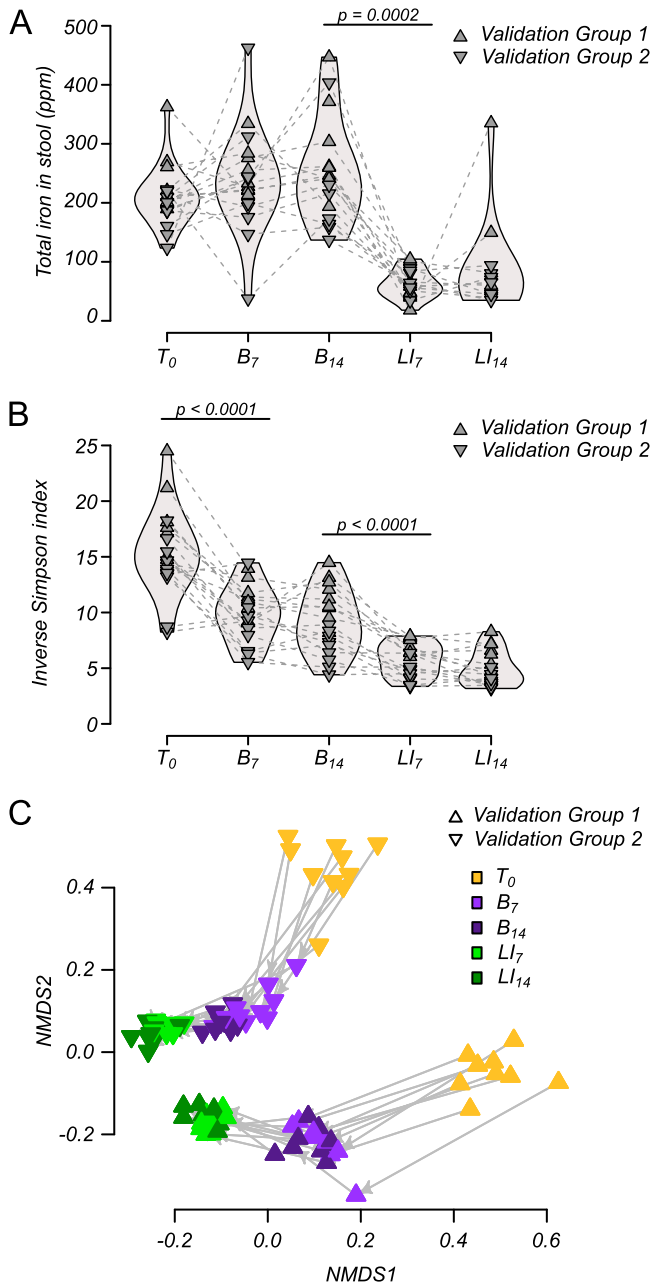 A
p = 0.0002
Validation Group 1
Validation Group 2
Total iron in stool (ppm)
500
400
300
200
100
0
T0 B7 B14 LI7 LI14
B
p < 0.0001
Validation Group 1
Validation Group 2
p < 0.0001
Inverse Simpson index
25
20
15
10
5
0
T0 B7 B14 LI7 LI14
C
Validation Group 1
Validation Group 2
T0
B7
B14
LI7
LI14
NMDS2
0.4
0.2
0.0
-0.2
-0.2 0.0 0.2 0.4 0.6
NMDS1